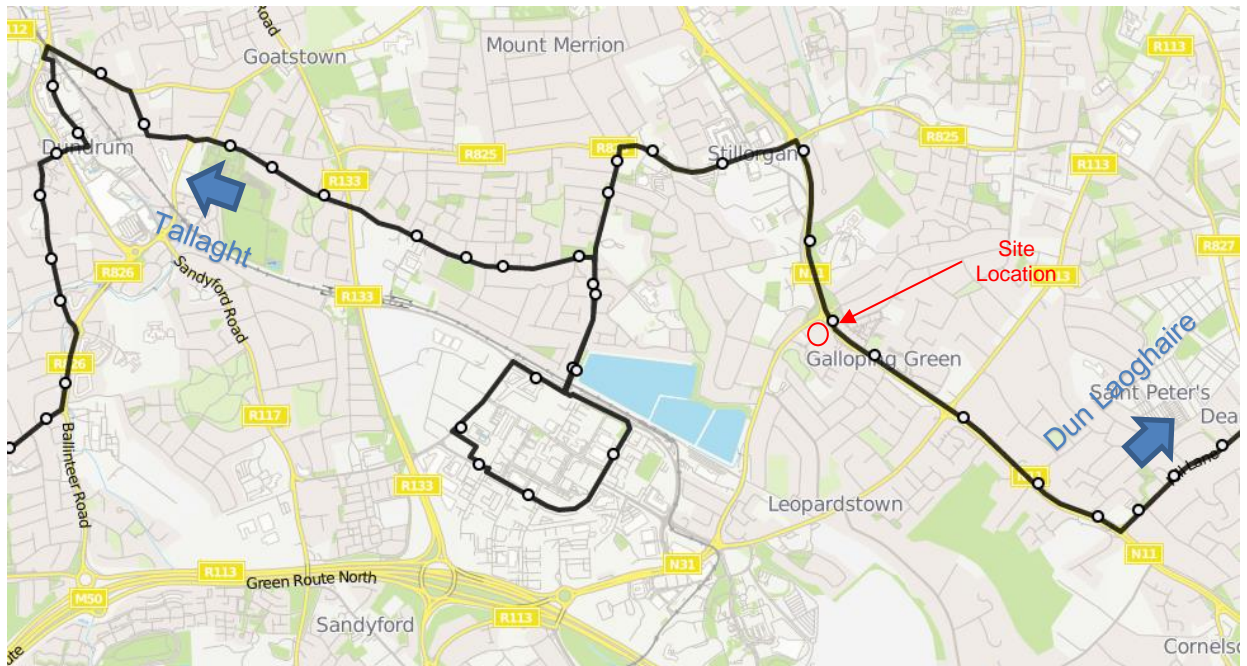 R112
Road
Goatstown
Mount Merrion
R113
Dundrum
R825
R825
Stillorgan
R825
R113
R133
Tallaght
Site
Location
R827
R826
Sandyford Road
N11
R113
R133
Galloping Green
Saint Peter's
Dun Laoghaire
R826
R117
Ballinteer Road
Leopardstown
N11
R133
R113
Green Route North
N31
N11
M50
R113
Sandyford